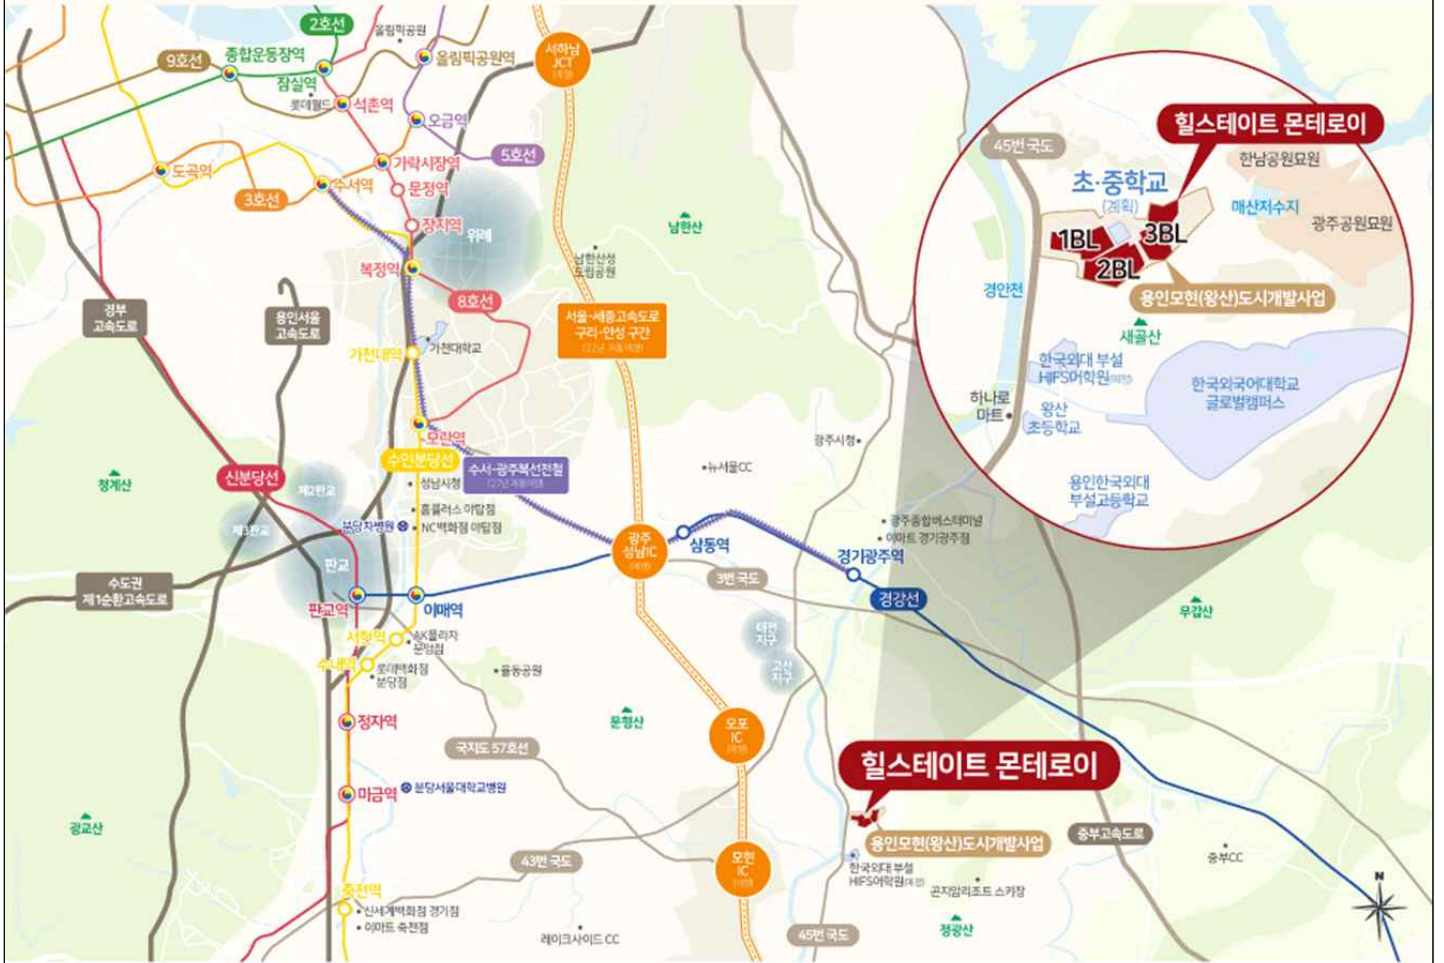 2호선
올림픽공원
9호선
종합운동장역
잠실역
롯데월드
석촌역
올림픽공원역
서하남
JCT
(예정)
오금역
5호선
도곡역
수서역
3호선
가락시장역
문정역
장지역
위례
복정역
8호선
남한산
남한산성
도립공원
경부
고속도로
용인서울
고속도로
가천대역
가천대학교
서울-세종고속도로
구리-안성 구간
모란역
수인분당선
수서-광주복선전철
성남시청
홈플러스 야탑점
NC백화점 야탑점
분당차병원
청계산
신분당선
제2판교
제3판교
판교
수도권
제1순환고속도로
판교역
이매역
서현역
AK플라자
분당점
수내역
롯데백화점
분당점
율동공원
정자역
미금역
분당서울대학교병원
광교산
죽전역
신세계백화점 경기점
이마트 죽전점
국지도 57호선
43번 국도
문형산
레이크사이드 CC
광주
성남IC
(예정)
삼동역
3번 국도
뉴서울CC
광주시청
광주종합버스터미널
이마트 경기광주점
경기광주역
경강선
태전
지구
고산
지구
오포
IC
(예정)
모현
IC
(예정)
무갑산
힐스테이트 몬테로이
용인모현(왕산)도시개발사업
한국외대 부설
HIFS어학원(예정)
곤지암리조트 스키장
정광산
45번 국도
중부고속도로
중부CC
N
힐스테이트 몬테로이
45번 국도
초·중학교
(계획)
한남공원묘원
매산저수지
광주공원묘원
1BL
2BL
3BL
용인모현(왕산)도시개발사업
경안천
새골산
한국외대 부설
HIFS어학원(예정)
한국외국어대학교
글로벌캠퍼스
하나로
마트
왕산
초등학교
용인한국외대
부설고등학교